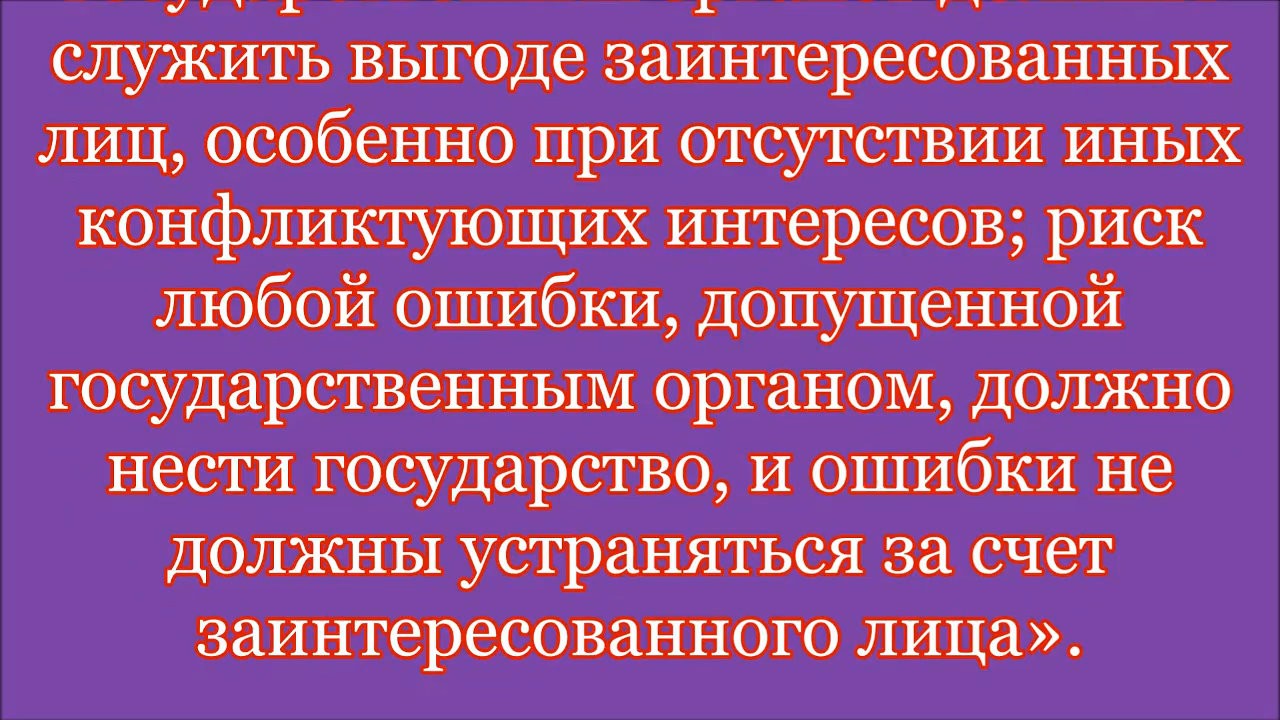 служить выгоде заинтересованных
лиц, особенно при отсутствии иных
конфликтующих интересов; риск
любой ошибки, допущенной
государственным органом, должно
нести государство, и ошибки не
должны устраняться за счет
заинтересованного лица».